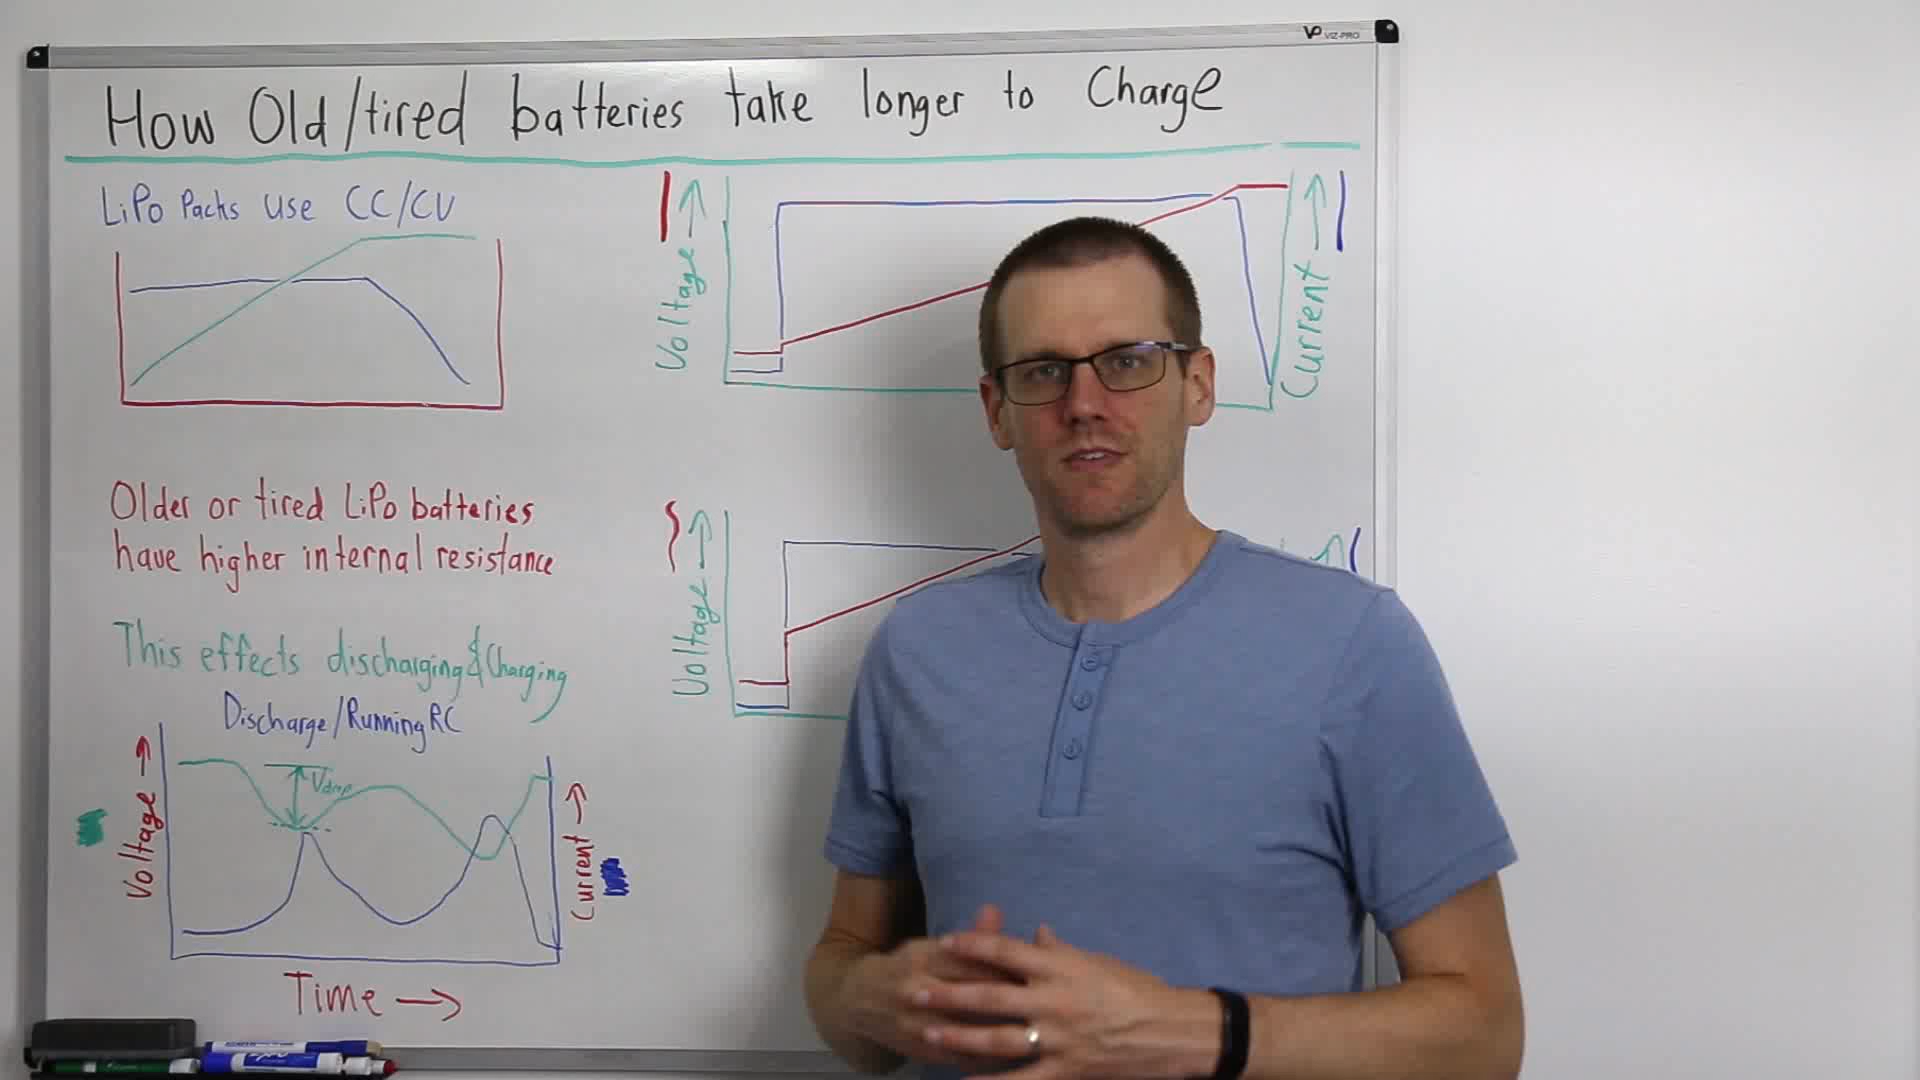 VIZ-PRO
How Old/tired batteries take longer to Charge
LiPo Packs use CC/CV
Voltage
Current
Older or tired LiPo batteries
have higher internal resistance
Voltage
This effects discharging & Charging
Discharge/Running RC
Voltage
Vdrop
Current
Time